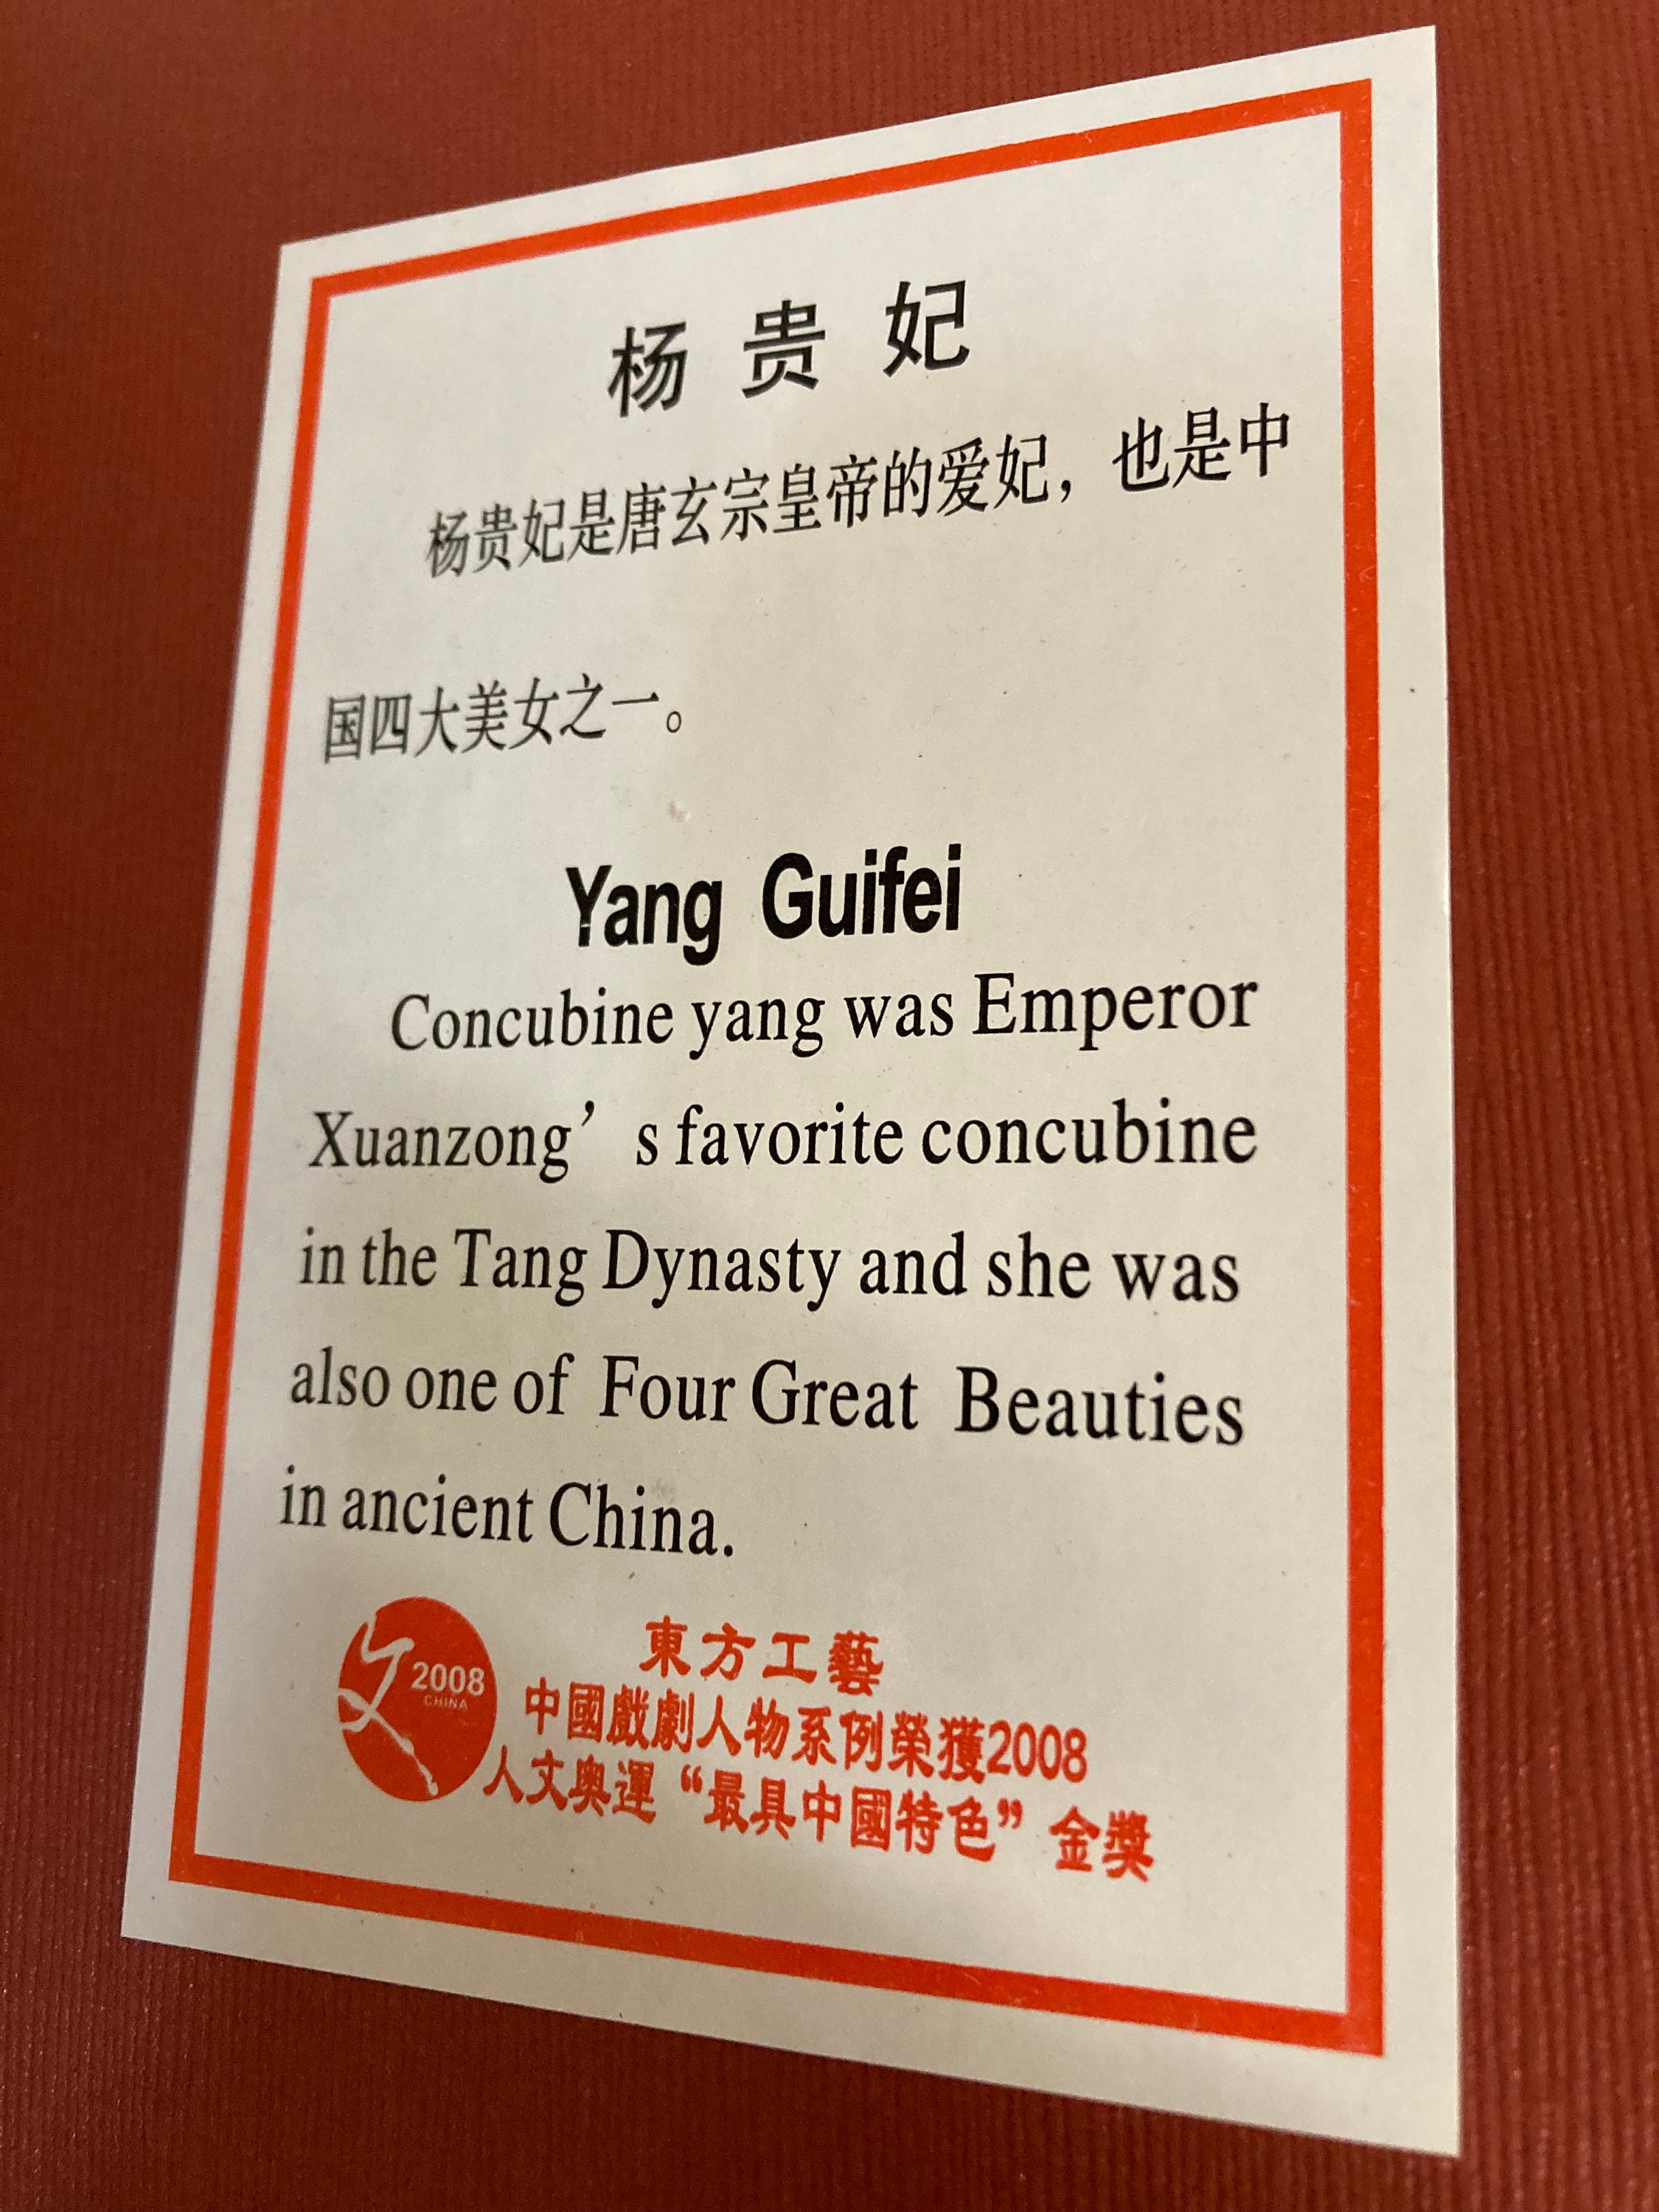 杨贵妃
杨贵妃是唐玄宗皇帝的爱妃，也是中
国四大美女之一。
Yang Guifei
Concubine yang was Emperor
Xuanzong’s favorite concubine
in the Tang Dynasty and she was
also one of Four Great Beauties
in ancient China.
文
2008
CHINA
東方工藝
中國戲劇人物系例榮獲2008
人文奥運“最具中國特色”金獎